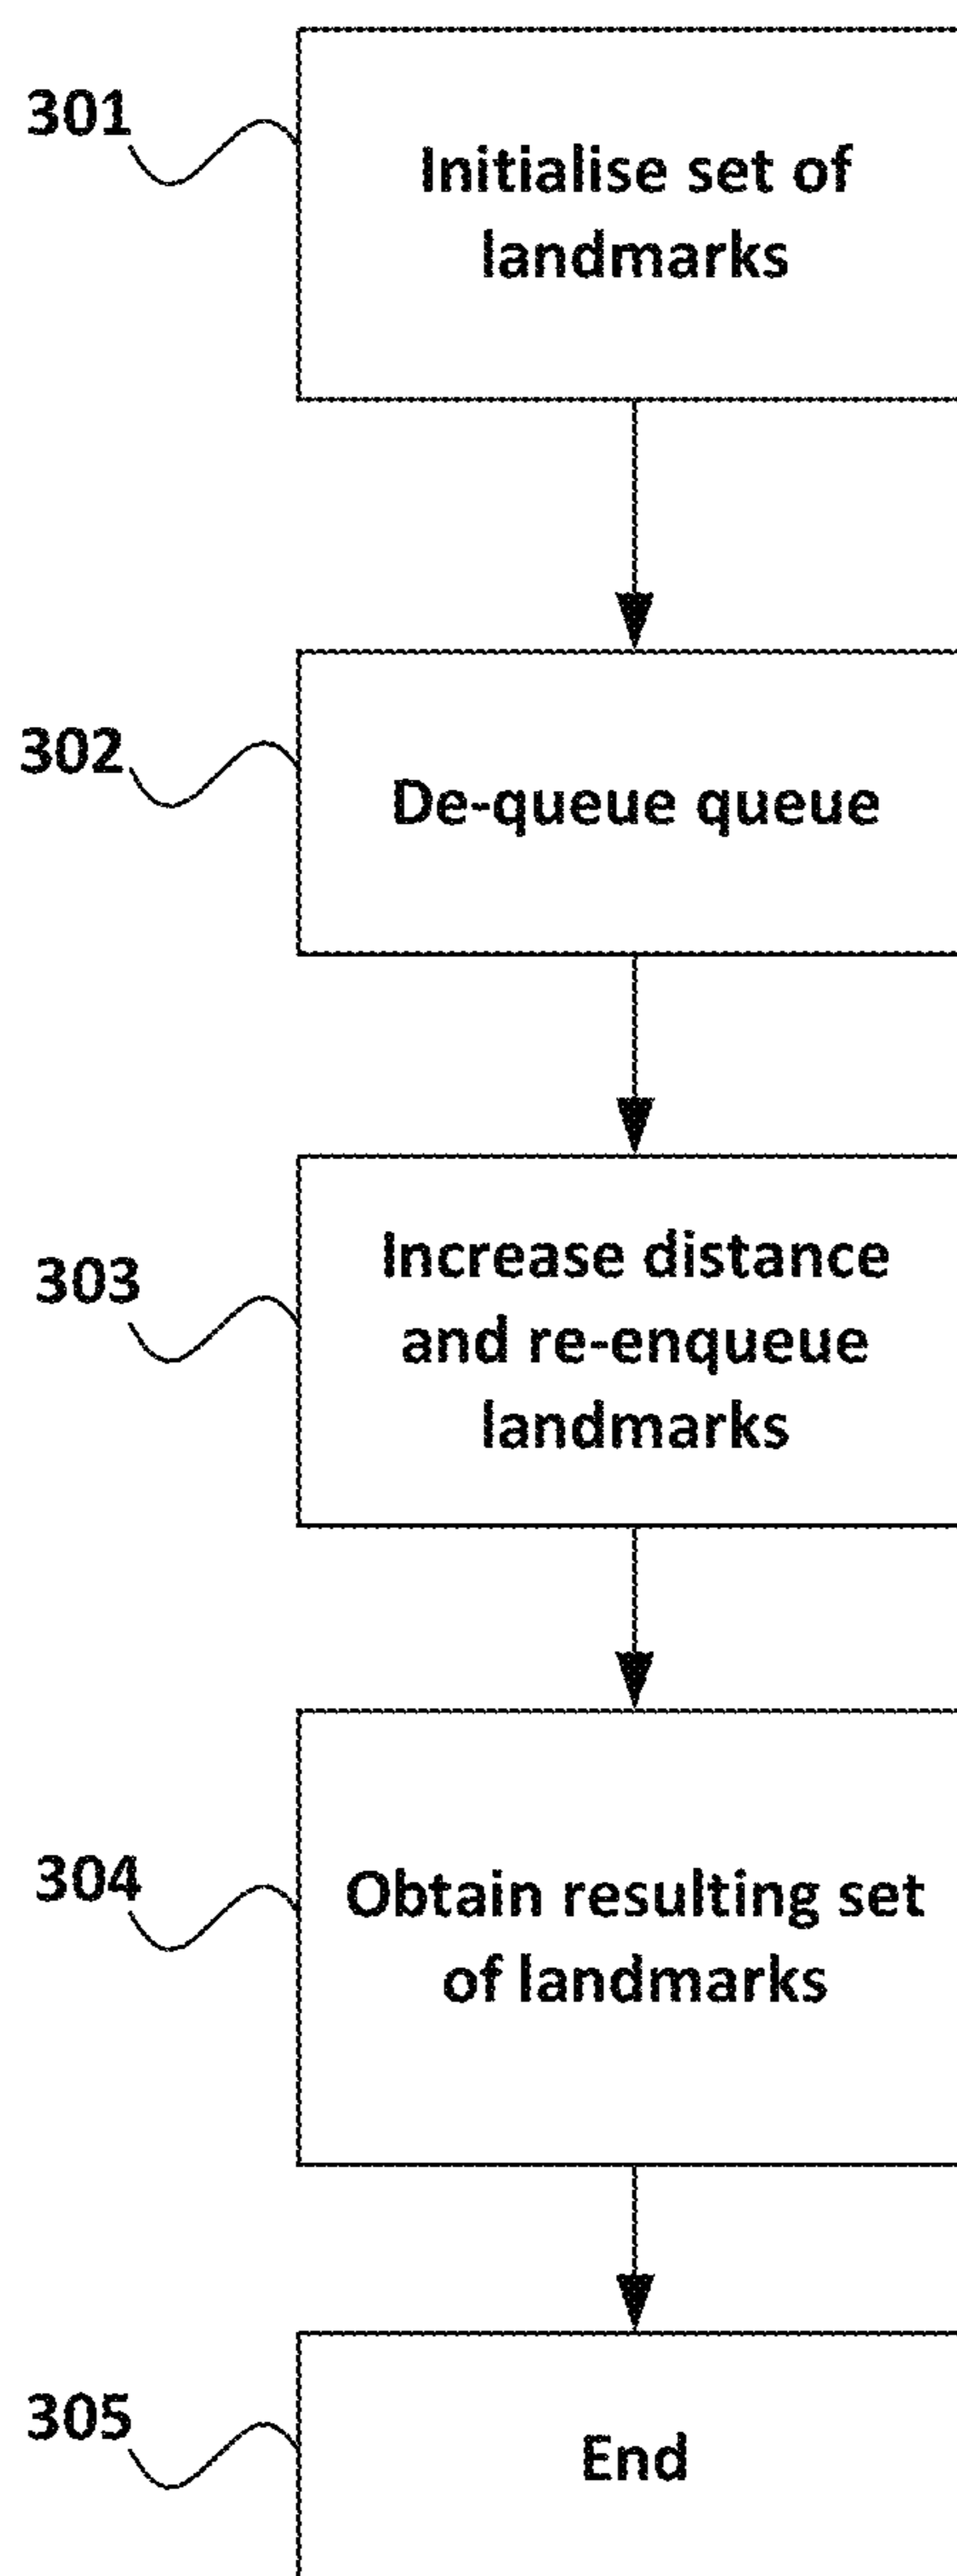 301
Initialise set of
landmarks
302
De-queue queue
303
Increase distance
and re-enqueue
landmarks
304
Obtain resulting set
of landmarks
305
End